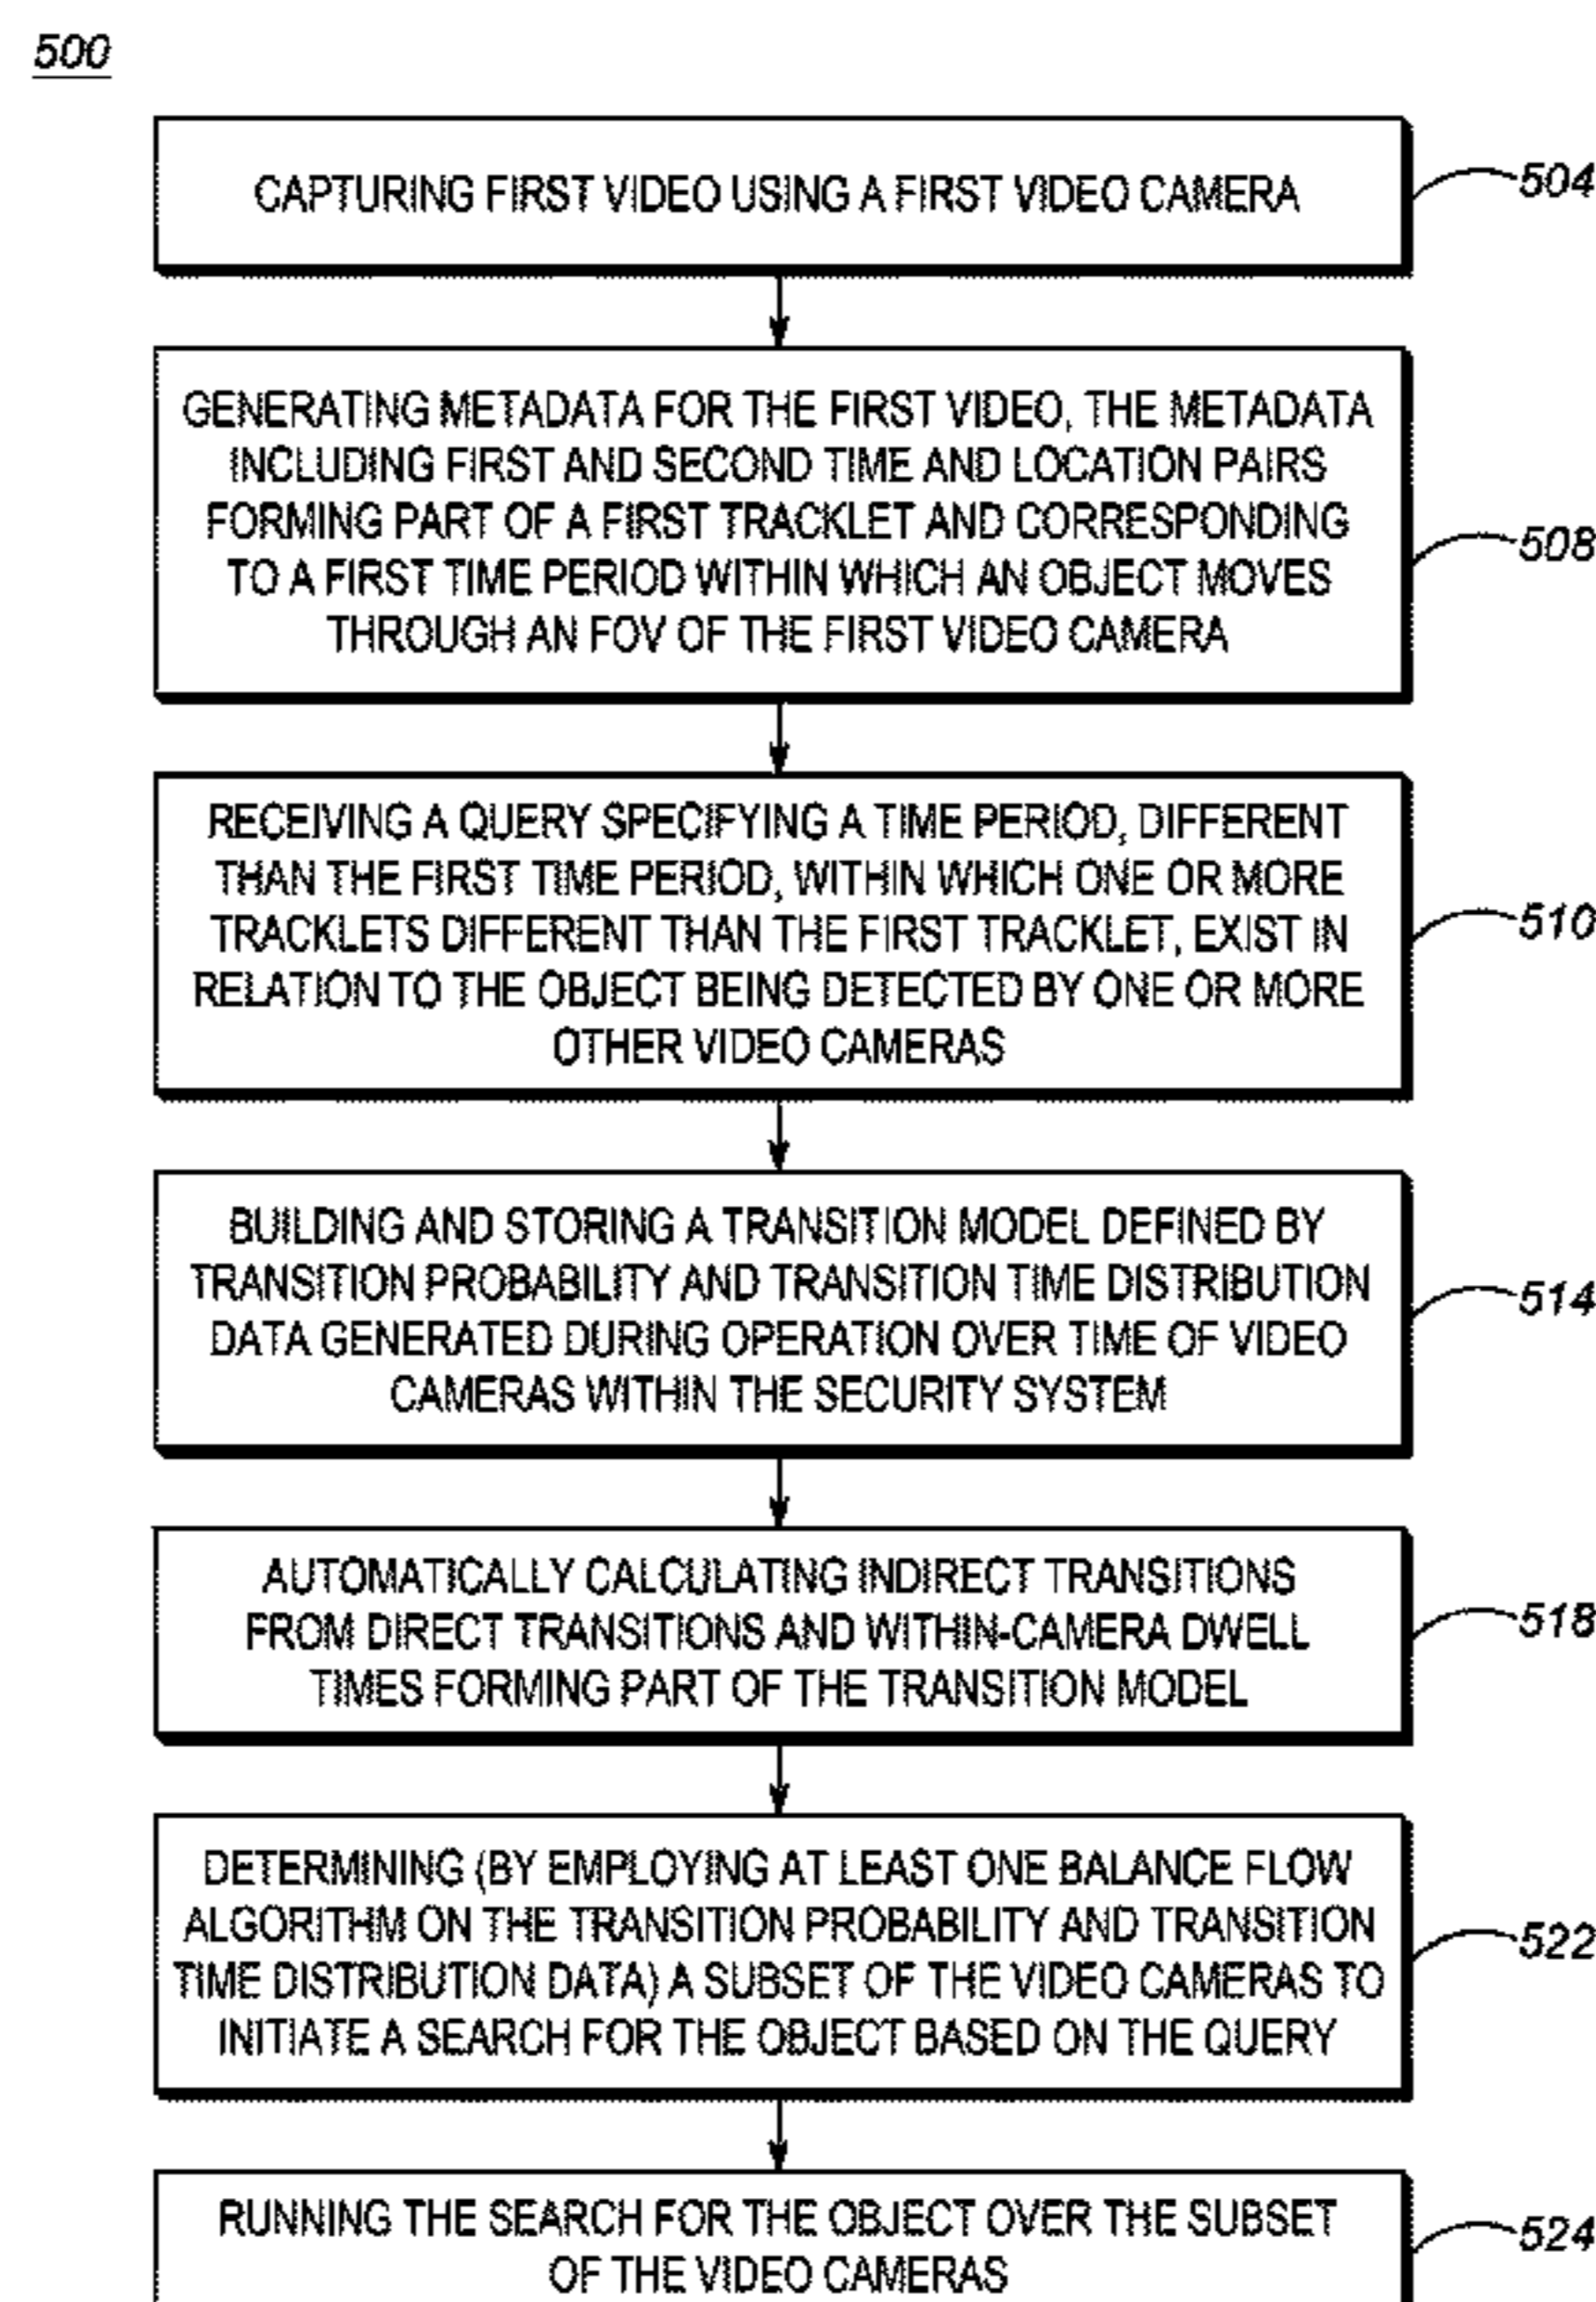 500
CAPTURING FIRST VIDEO USING A FIRST VIDEO CAMERA
504
GENERATING METADATA FOR THE FIRST VIDEO, THE METADATA
INCLUDING FIRST AND SECOND TIME AND LOCATION PAIRS
FORMING PART OF A FIRST TRACKLET AND CORRESPONDING
TO A FIRST TIME PERIOD WITHIN WHICH AN OBJECT MOVES
THROUGH AN FOV OF THE FIRST VIDEO CAMERA
508
RECEIVING A QUERY SPECIFYING A TIME PERIOD, DIFFERENT
THAN THE FIRST TIME PERIOD, WITHIN WHICH ONE OR MORE
TRACKLETS DIFFERENT THAN THE FIRST TRACKLET, EXIST IN
RELATION TO THE OBJECT BEING DETECTED BY ONE OR MORE
OTHER VIDEO CAMERAS
510
BUILDING AND STORING A TRANSITION MODEL DEFINED BY
TRANSITION PROBABILITY AND TRANSITION TIME DISTRIBUTION
DATA GENERATED DURING OPERATION OVER TIME OF VIDEO
CAMERAS WITHIN THE SECURITY SYSTEM
514
AUTOMATICALLY CALCULATING INDIRECT TRANSITIONS
FROM DIRECT TRANSITIONS AND WITHIN-CAMERA DWELL
TIMES FORMING PART OF THE TRANSITION MODEL
518
DETERMINING (BY EMPLOYING AT LEAST ONE BALANCE FLOW
ALGORITHM ON THE TRANSITION PROBABILITY AND TRANSITION
TIME DISTRIBUTION DATA) A SUBSET OF THE VIDEO CAMERAS TO
INITIATE A SEARCH FOR THE OBJECT BASED ON THE QUERY
522
RUNNING THE SEARCH FOR THE OBJECT OVER THE SUBSET
OF THE VIDEO CAMERAS
524